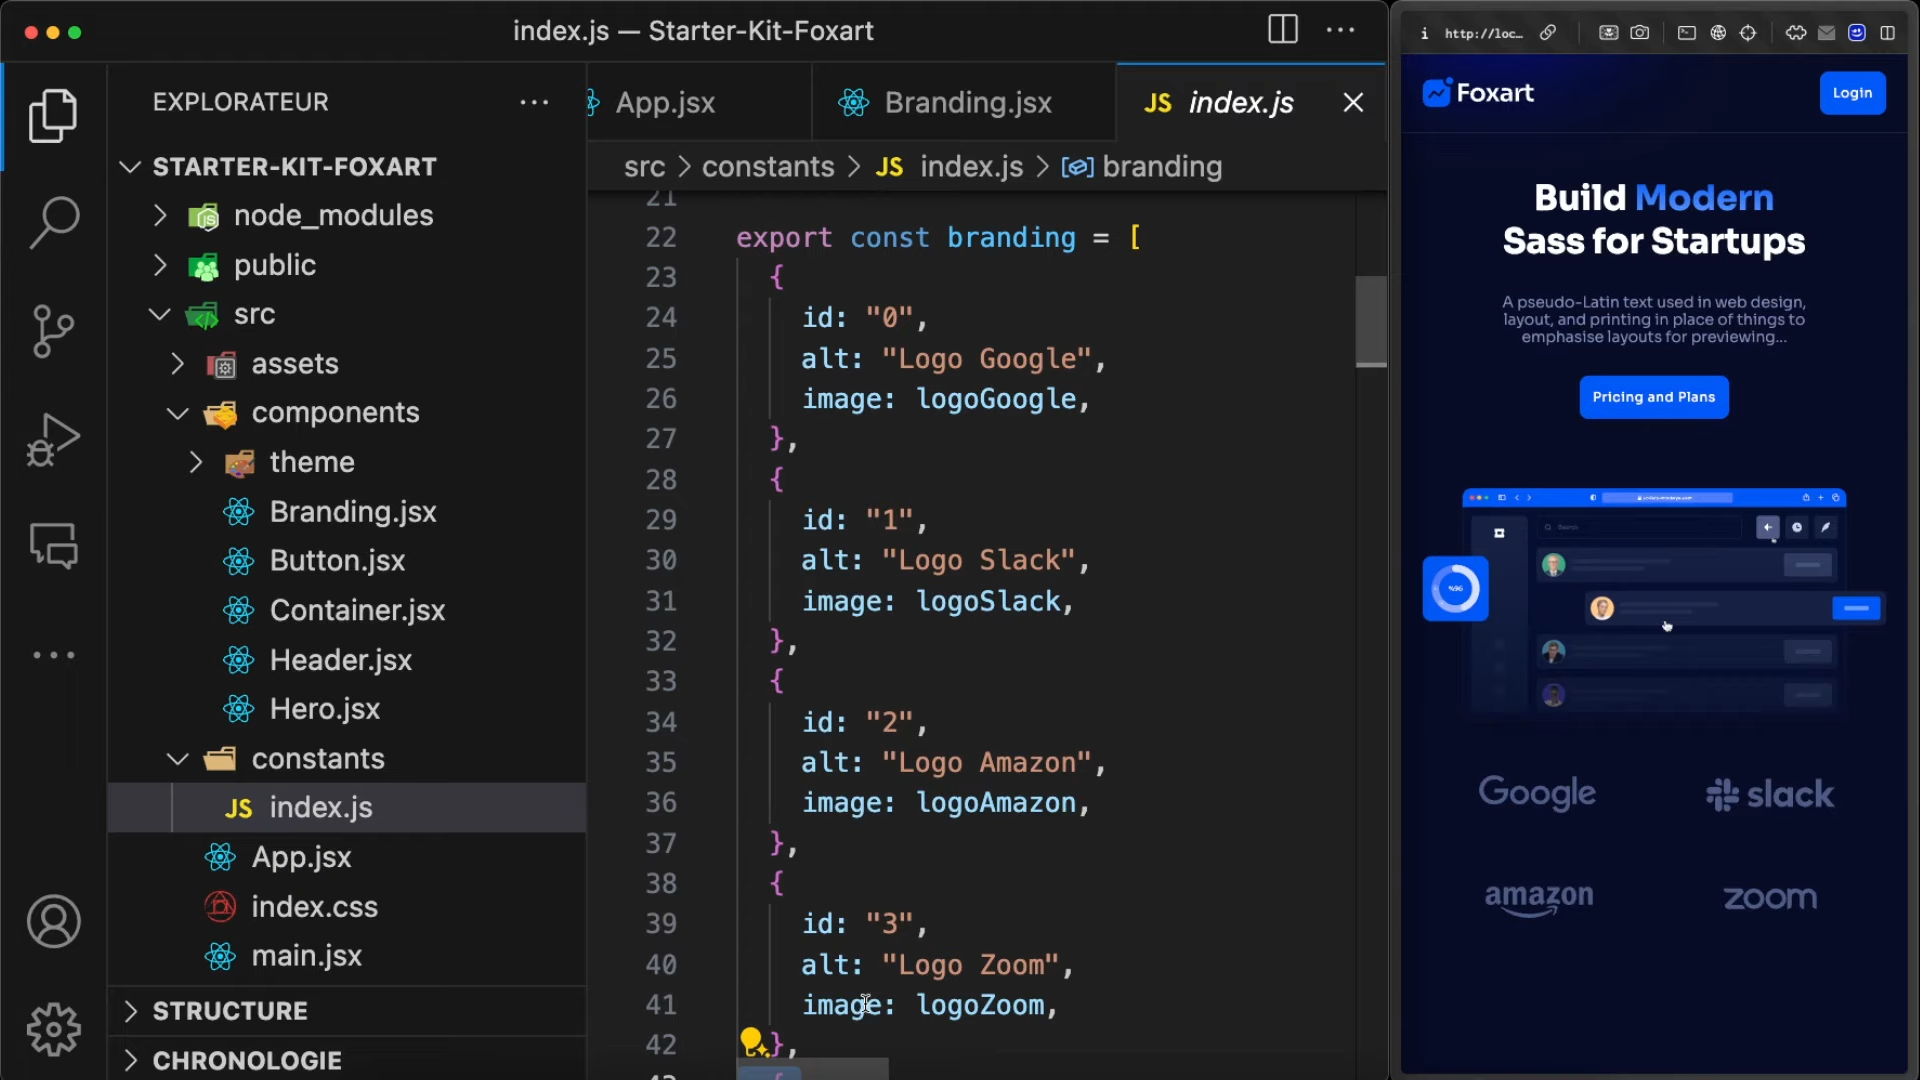 index.js — Starter-Kit-Foxart
EXPLORATEUR
STARTER-KIT-FOXART
node_modules
public
src
assets
components
theme
Branding.jsx
Button.jsx
Container.jsx
Header.jsx
Hero.jsx
constants
JS index.js
App.jsx
index.css
main.jsx
STRUCTURE
CHRONOLOGIE
App.jsx
Branding.jsx
JS index.js
src > constants > JS index.js > branding
21
22 export const branding = [
23 {
24 id: "0",
25 alt: "Logo Google",
26 image: logoGoogle,
27 },
28 {
29 id: "1",
30 alt: "Logo Slack",
31 image: logoSlack,
32 },
33 {
34 id: "2",
35 alt: "Logo Amazon",
36 image: logoAmazon,
37 },
38 {
39 id: "3",
40 alt: "Logo Zoom",
41 image: logoZoom,
42 },
http://loc...
Foxart
Login
Build Modern
Sass for Startups
A pseudo-Latin text used in web design,
layout, and printing in place of things to
emphasise layouts for previewing...
Pricing and Plans
Search
%96
Google
slack
amazon
zoom